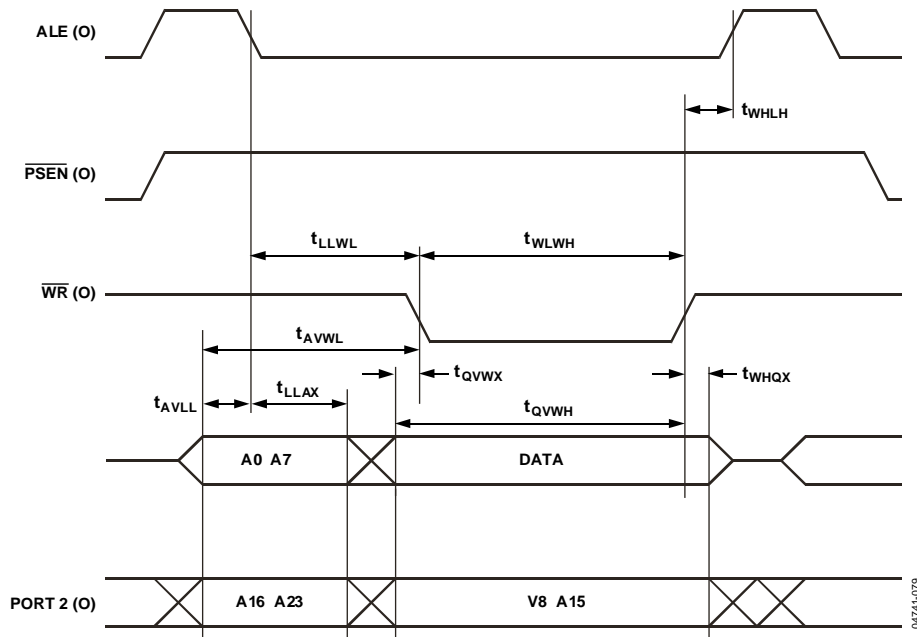 ALE (O)
tWHLH
PSEN (O)
tLLWL
tWLWH
WR (O)
tAVWL
tQVWX
tWHQX
tAVLL
tLLAX
tQVWH
A0 A7
DATA
PORT 2 (O)
A16 A23
V8 A15
04741-079